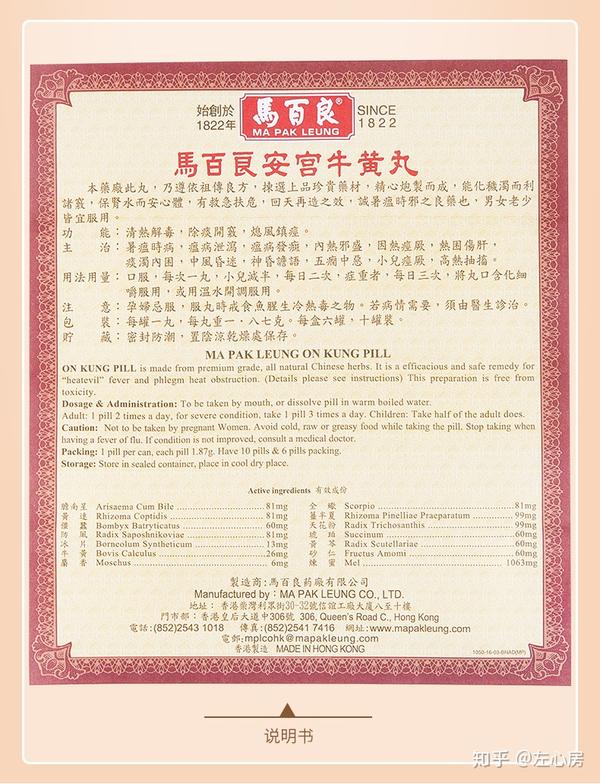 始創於
1822年
馬百良®
MA PAK LEUNG
SINCE
1822
馬百良安宮牛黃丸
本藥廠此丸，乃遵依祖傳良方，揀選上品珍貴藥材，精心炮製而成，能化穢濁而利
諸竅，保腎水而安心體，有救急扶危，回天再造之效，誠暑瘟時邪之良藥也，男女老少
皆宜服用。
功　能：清熱解毒，除痰開竅，熄風鎮痙。
主　治：暑瘟時病，瘟病泄瀉，瘟病發癍，內熱邪盛，因熱痙厥，熱困傷肝，
痰濁內困，中風昏迷，神昏譫語，五癇中惡，小兒痙厥，高熱抽搐。
用法用量：口服，每次一丸，小兒減半，每日二次，症重者，每日三次，將丸口含化細
嚼服用，或用溫水開調服用。
注　意：孕婦忌服，服丸時戒食魚腥生冷熱毒之物。若病情需要，須由醫生診治。
包　裝：每罐一丸，每丸重一·八七克。每盒六罐，十罐裝。
貯　藏：密封防潮，置陰涼乾燥處保存。
MA PAK LEUNG ON KUNG PILL
ON KUNG PILL is made from premium grade, all natural Chinese herbs. It is a efficacious and safe remedy for
"heatevil" fever and phlegm heat obstruction. (Details please see instructions) This preparation is free from
toxicity.
Dosage & Administration: To be taken by mouth, or dissolve pill in warm boiled water.
Adult: 1 pill 2 times a day, for severe condition, take 1 pill 3 times a day. Children: Take half of the adult does.
Caution: Not to be taken by pregnant Women. Avoid cold, raw or greasy food while taking the pill. Stop taking when
having a fever of flu. If condition is not improved, consult a medical doctor.
Packing: 1 pill per can, each pill 1.87g. Have 10 pills & 6 pills packing.
Storage: Store in sealed container, place in cool dry place.
Active ingredients 有效成份
膽南星 Arisaema Cum Bile 81mg
黃連 Rhizoma Coptidis 81mg
殭蠶 Bombyx Batryticatus 60mg
防風 Radix Saposhnikoviae 81mg
冰片 Borneolum Syntheticum 13mg
牛黃 Bovis Calculus 26mg
麝香 Moschus 6mg
全蠍 Scorpio 81mg
薑半夏 Rhizoma Pinelliae Praeparatum 99mg
天花粉 Radix Trichosanthis 99mg
琥珀 Succinum 60mg
黃芩 Radix Scutellariae 60mg
砂仁 Fructus Amomi 60mg
煉蜜 Mel 1063mg
製造商：馬百良藥廠有限公司
Manufactured by：MA PAK LEUNG CO., LTD.
地址： 香港柴灣利眾街30-32號信誼工廠大廈八至十樓
門市部：香港皇后大道中306號 306, Queen's Road C., Hong Kong
電話:(852)2543 1018 傳真:(852)2541 7416 網址:www.mapakleung.com
電郵:mplcohk@mapakleung.com
香港製造 MADE IN HONG KONG
1050-16-03-BNAD(MP)
说明书
知乎 @左心房